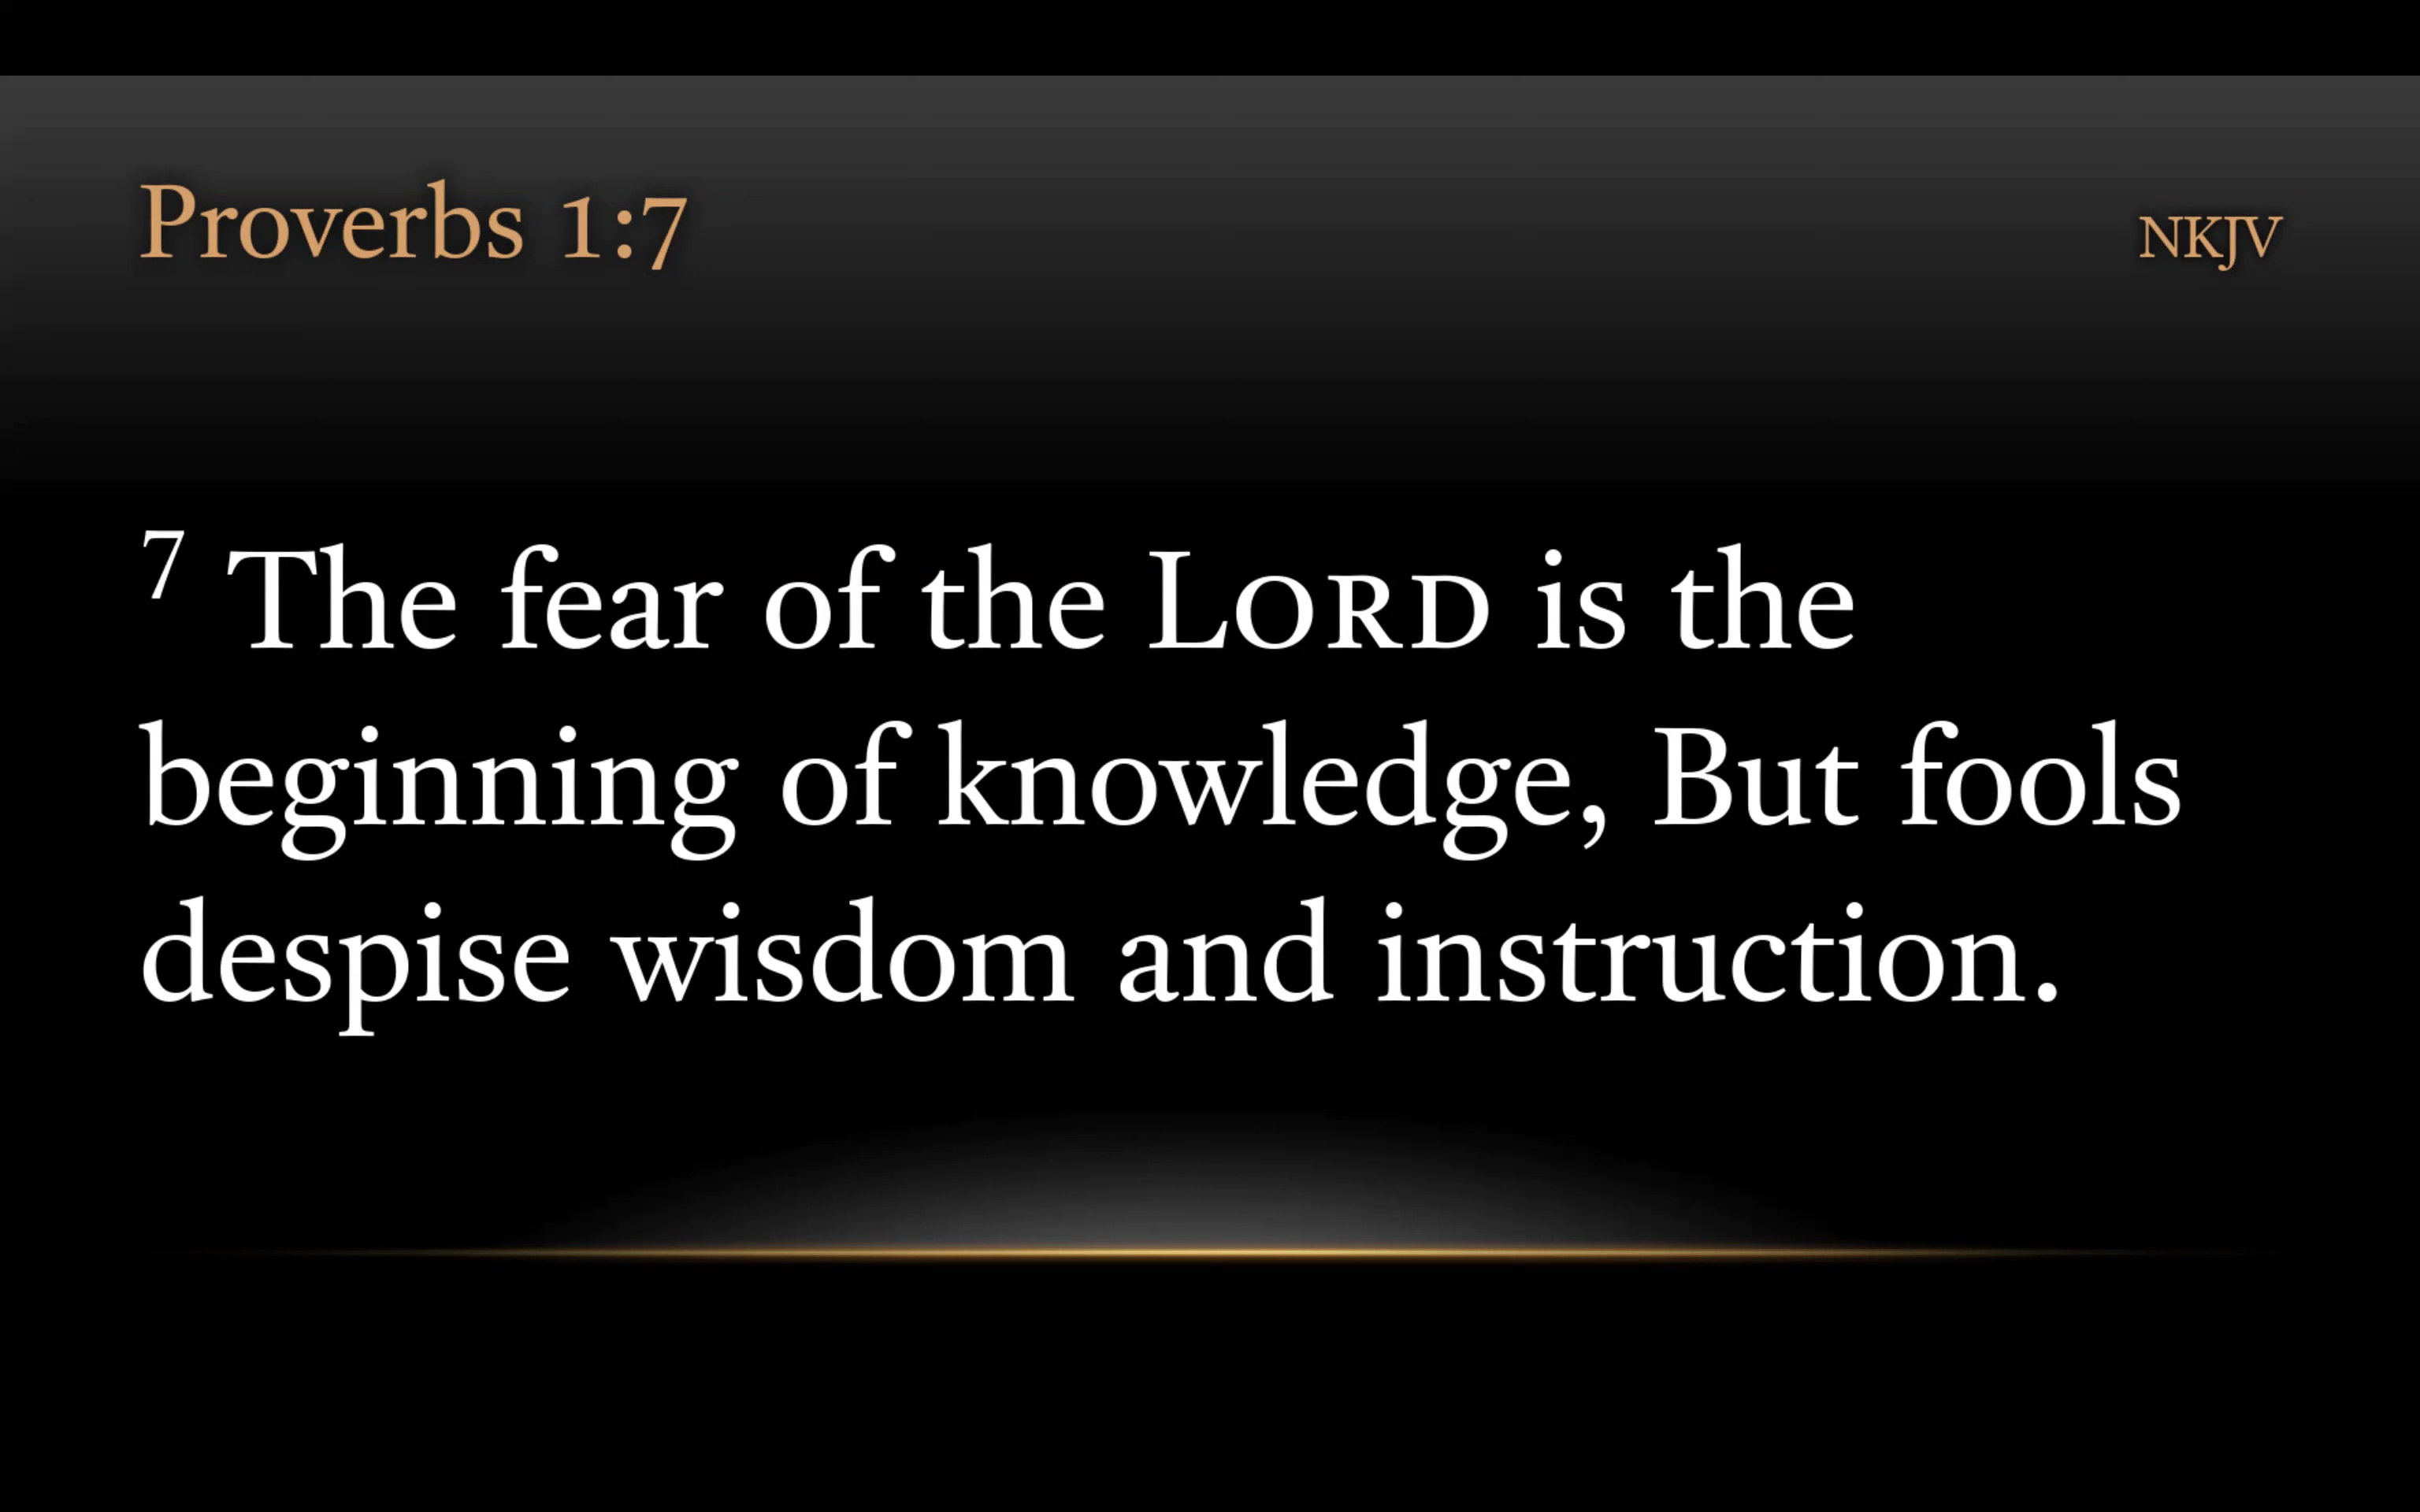 Proverbs 1:7
NKJV
7 The fear of the LORD is the
beginning of knowledge, But fools
despise wisdom and instruction.